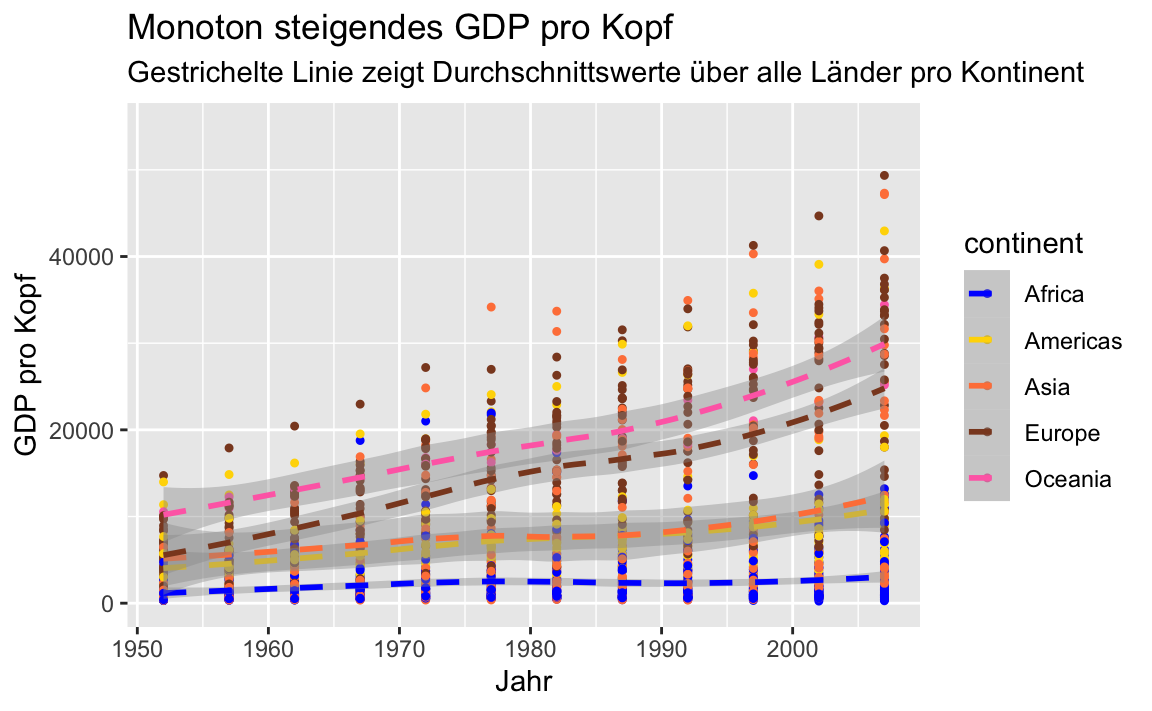 Monoton steigendes GDP pro Kopf
Gestrichelte Linie zeigt Durchschnittswerte über alle Länder pro Kontinent
GDP pro Kopf
40000
20000
0
1950 1960 1970 1980 1990 2000
Jahr
continent
Africa
Americas
Asia
Europe
Oceania